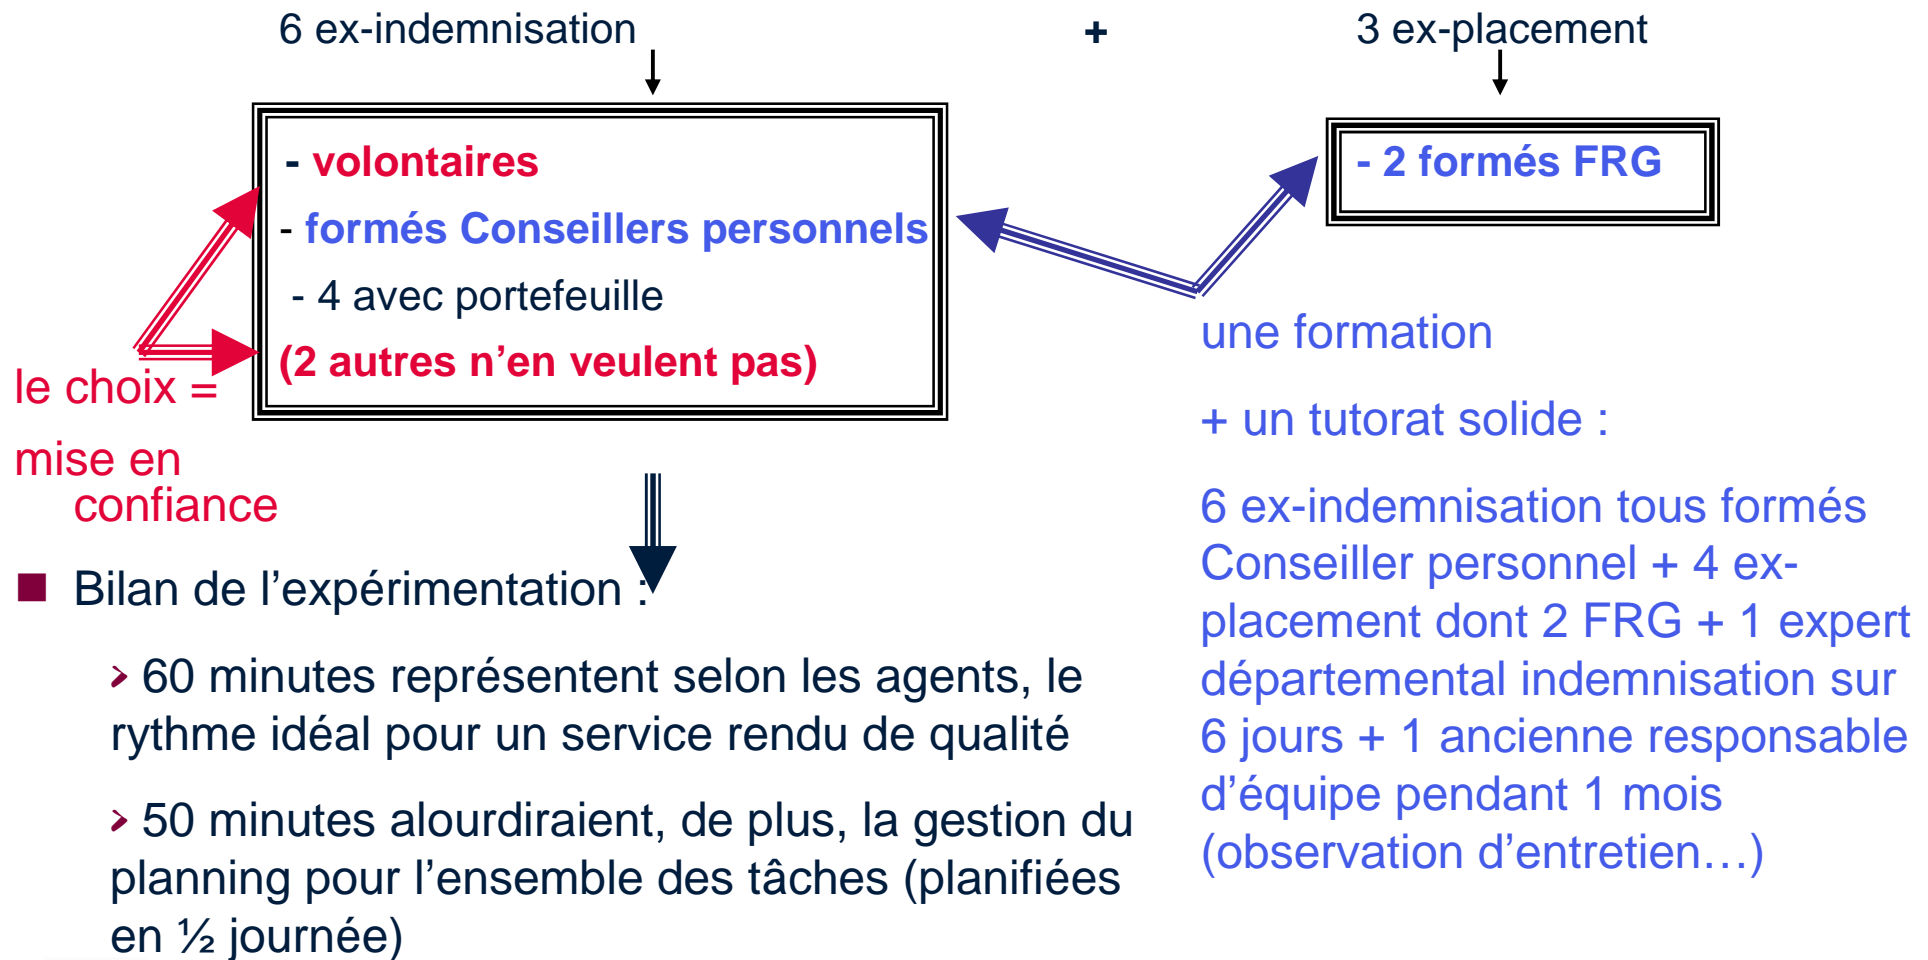 6 ex-indemnisation + 3 ex-placement
- volontaires
- formés Conseillers personnels
- 4 avec portefeuille
(2 autres n’en veulent pas)
- 2 formés FRG
le choix =
mise en
confiance
une formation
+ un tutorat solide :
6 ex-indemnisation tous formés
Conseiller personnel + 4 ex-
placement dont 2 FRG + 1 expert
départemental indemnisation sur
6 jours + 1 ancienne responsable
d’équipe pendant 1 mois
(observation d’entretien…)
Bilan de l’expérimentation :
60 minutes représentent selon les agents, le
rythme idéal pour un service rendu de qualité
50 minutes alourdiraient, de plus, la gestion du
planning pour l’ensemble des tâches (planifiées
en ½ journée)